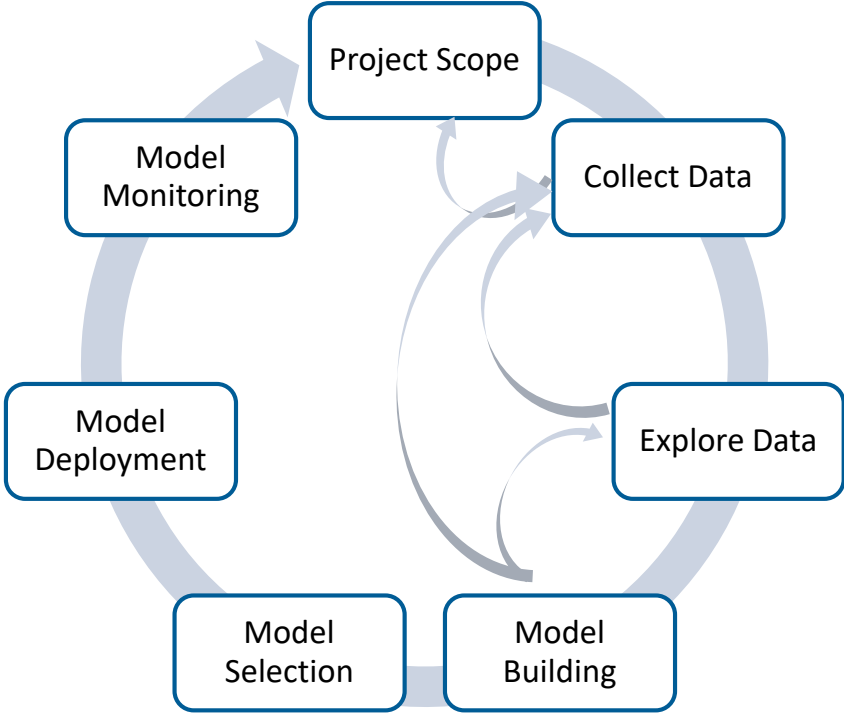 Project Scope
Collect Data
Explore Data
Model
Building
Model
Selection
Model
Deployment
Model
Monitoring